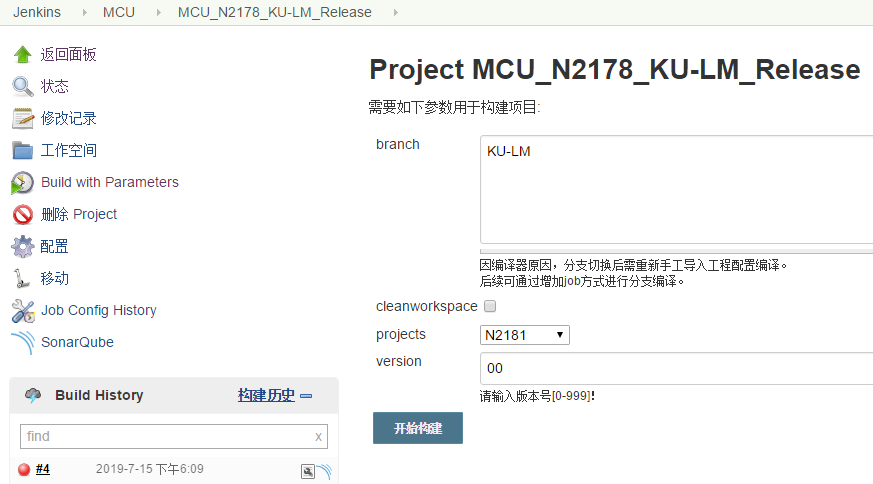 Jenkins MCU MCU_N2178_KU-LM_Release
返回面板
状态
修改记录
工作空间
Build with Parameters
删除 Project
配置
移动
Job Config History
SonarQube
Build History 构建历史
find x
#4 2019-7-15 下午6:09
Project MCU_N2178_KU-LM_Release
需要如下参数用于构建项目:
branch KU-LM
因编译器原因，分支切换后需重新手工导入工程配置编译。
后续可通过增加job方式进行分支编译。
cleanworkspace
projects N2181
version 00
请输入版本号[0-999]!
开始构建